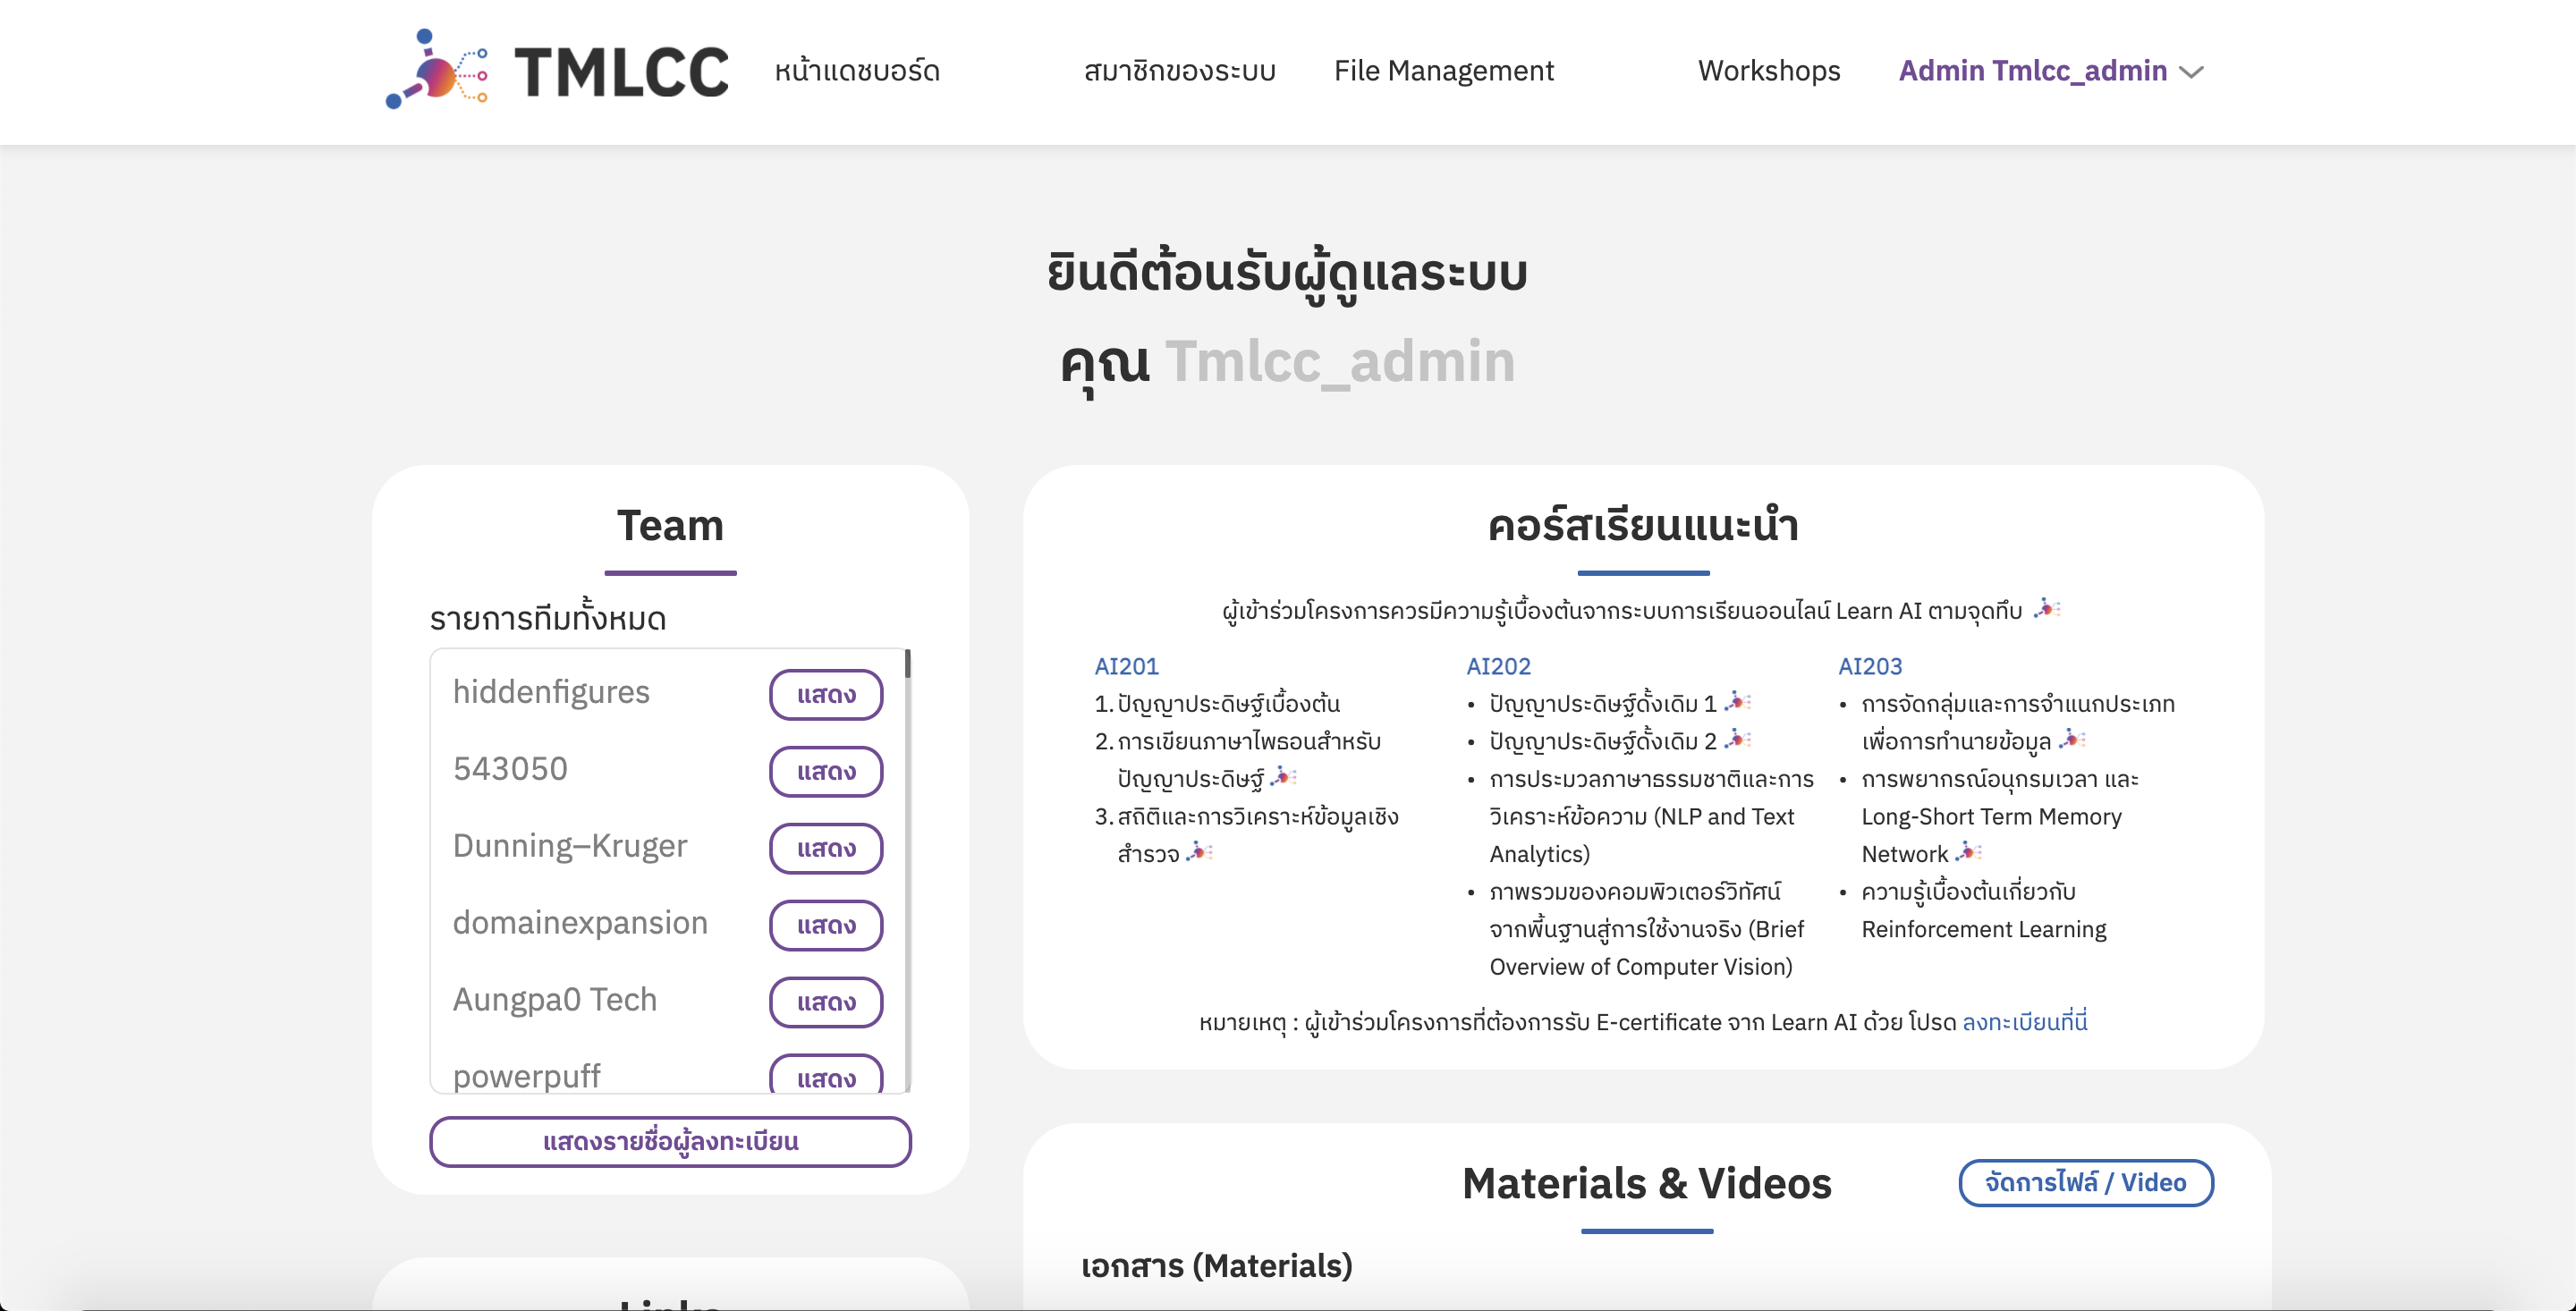 TMLCC
หน้าแดชบอร์ด
สมาชิกของระบบ
File Management
Workshops
Admin Tmlcc_admin
ยินดีต้อนรับผู้ดูแลระบบ
คุณ Tmlcc_admin
Team
รายการทีมทั้งหมด
hiddenfigures แสดง
543050 แสดง
Dunning–Kruger แสดง
domainexpansion แสดง
Aungpa0 Tech แสดง
powerpuff แสดง
แสดงรายชื่อผู้ลงทะเบียน
คอร์สเรียนแนะนำ
ผู้เข้าร่วมโครงการควรมีความรู้เบื้องต้นจากระบบการเรียนออนไลน์ Learn AI ตามจุดทึบ
AI201
1. ปัญญาประดิษฐ์เบื้องต้น
2. การเขียนภาษาไพธอนสำหรับ
ปัญญาประดิษฐ์
3. สถิติและการวิเคราะห์ข้อมูลเชิง
สำรวจ
AI202
• ปัญญาประดิษฐ์ดั้งเดิม 1
• ปัญญาประดิษฐ์ดั้งเดิม 2
• การประมวลภาษาธรรมชาติและการ
วิเคราะห์ข้อความ (NLP and Text
Analytics)
• ภาพรวมของคอมพิวเตอร์วิทัศน์
จากพื้นฐานสู่การใช้งานจริง (Brief
Overview of Computer Vision)
AI203
• การจัดกลุ่มและการจำแนกประเภท
เพื่อการทำนายข้อมูล
• การพยากรณ์อนุกรมเวลา และ
Long-Short Term Memory
Network
• ความรู้เบื้องต้นเกี่ยวกับ
Reinforcement Learning
หมายเหตุ : ผู้เข้าร่วมโครงการที่ต้องการรับ E-certificate จาก Learn AI ด้วย โปรด ลงทะเบียนที่นี่
Materials & Videos
จัดการไฟล์ / Video
เอกสาร (Materials)